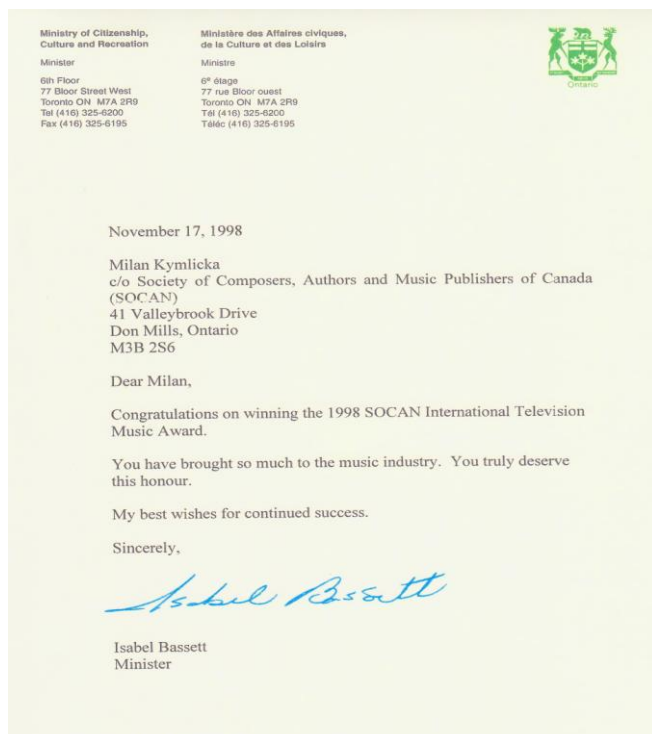 Ministry of Citizenship,
Culture and Recreation
Minister
6th Floor
77 Bloor Street West
Toronto ON M7A 2R9
Tel (416) 325-6200
Fax (416) 325-6195
Ministère des Affaires civiques,
de la Culture et des Loisirs
Ministre
6e étage
77 rue Bloor ouest
Toronto ON M7A 2R9
Tél (416) 325-6200
Téléc (416) 325-6195
Ontario
November 17, 1998
Milan Kymlicka
c/o Society of Composers, Authors and Music Publishers of Canada
(SOCAN)
41 Valleybrook Drive
Don Mills, Ontario
M3B 2S6
Dear Milan,
Congratulations on winning the 1998 SOCAN International Television
Music Award.
You have brought so much to the music industry. You truly deserve
this honour.
My best wishes for continued success.
Sincerely,
Isabel Bassett
Isabel Bassett
Minister